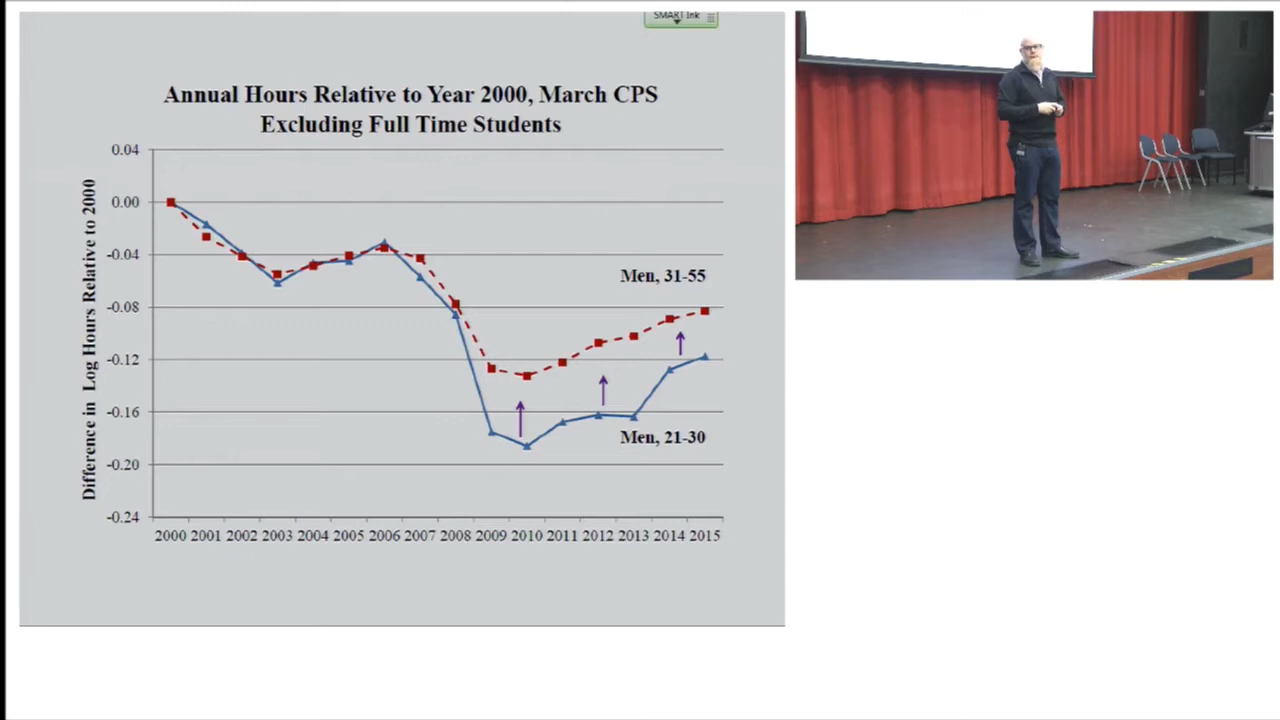 SMART Ink
Annual Hours Relative to Year 2000, March CPS
Excluding Full Time Students
Difference in Log Hours Relative to 2000
0.04
0.00
-0.04
-0.08
-0.12
-0.16
-0.20
-0.24
Men, 31-55
Men, 21-30
2000 2001 2002 2003 2004 2005 2006 2007 2008 2009 2010 2011 2012 2013 2014 2015